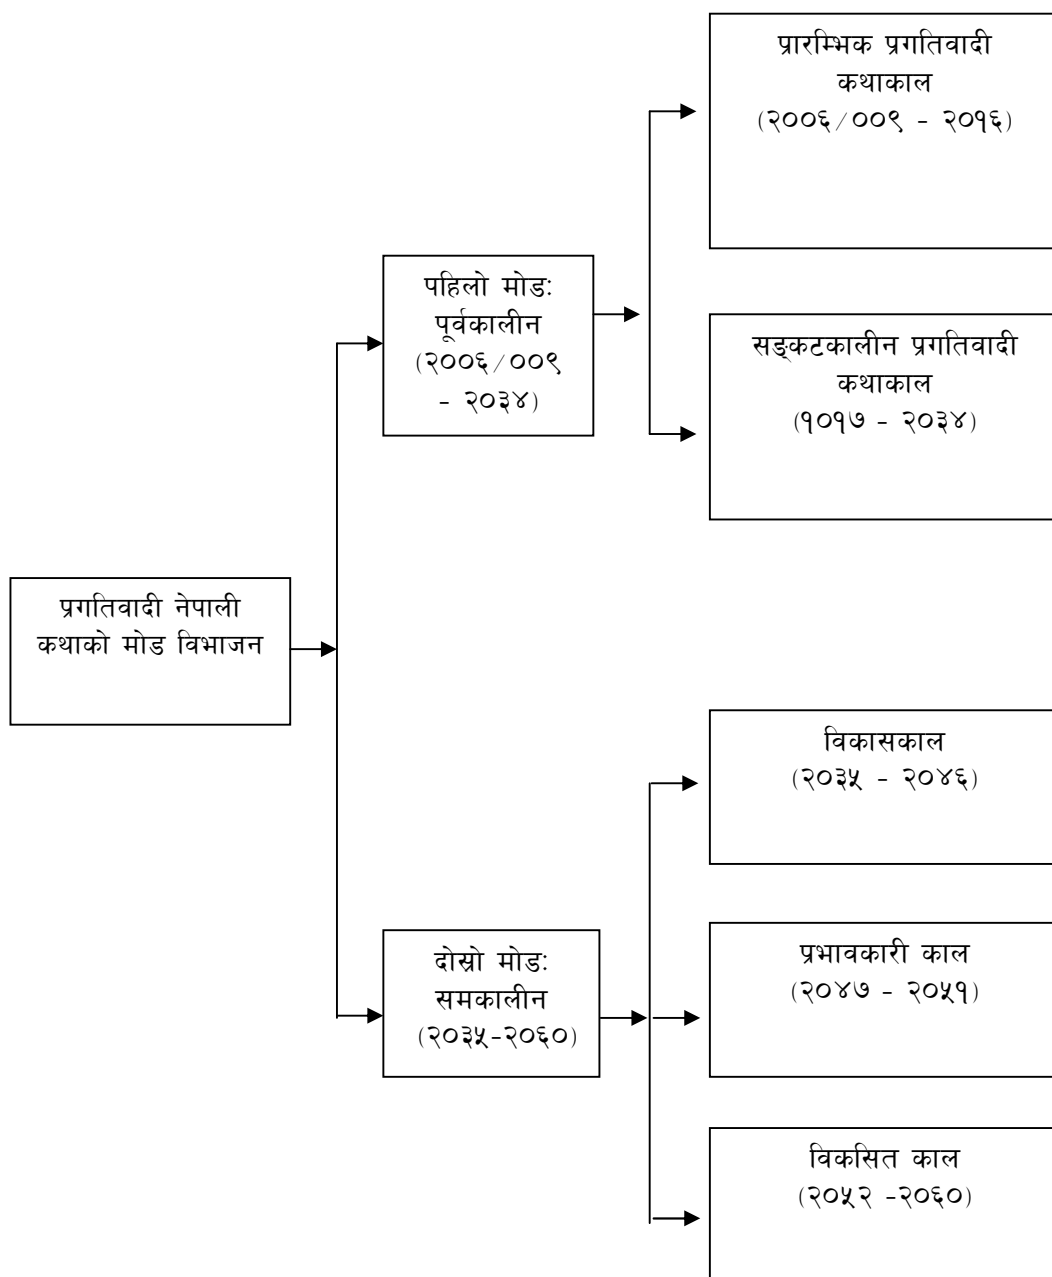 प्रगतिवादी नेपाली
कथाको मोड विभाजन
पहिलो मोडः
पूर्वकालीन
(२००६/००९
- २०३४)
प्रारम्भिक प्रगतिवादी
कथाकाल
(२००६/००९ - २०१६)
सङ्कटकालीन प्रगतिवादी
कथाकाल
(१०१७ - २०३४)
दोस्रो मोडः
समकालीन
(२०३५-२०६०)
विकासकाल
(२०३५ - २०४६)
प्रभावकारी काल
(२०४७ - २०५१)
विकसित काल
(२०५२ -२०६०)